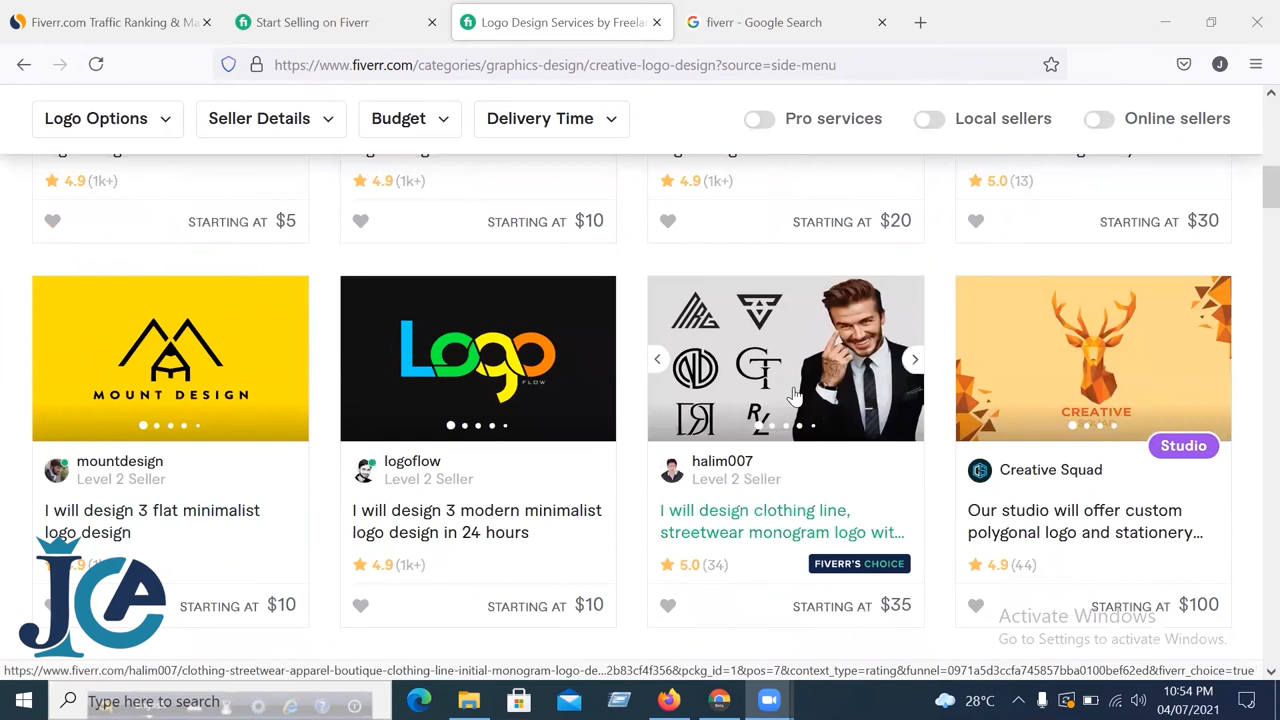 Fiverr.com Traffic Ranking & Ma
Start Selling on Fiverr
Logo Design Services by Freela
fiverr - Google Search
https://www.fiverr.com/categories/graphics-design/creative-logo-design?source=side-menu
J
Logo Options
Seller Details
Budget
Delivery Time
Pro services
Local sellers
Online sellers
4.9 (1k+)
4.9 (1k+)
4.9 (1k+)
5.0 (13)
STARTING AT $5
STARTING AT $10
STARTING AT $20
STARTING AT $30
MOUNT DESIGN
Logo
FLOW
CREATIVE
Studio
mountdesign
Level 2 Seller
logoflow
Level 2 Seller
halim007
Level 2 Seller
Creative Squad
I will design 3 flat minimalist
logo design
I will design 3 modern minimalist
logo design in 24 hours
I will design clothing line,
streetwear monogram logo wit...
Our studio will offer custom
polygonal logo and stationery...
4.9 (1k+)
5.0 (34)
FIVERR'S CHOICE
4.9 (44)
STARTING AT $10
STARTING AT $10
STARTING AT $35
STARTING AT $100
Activate Windows
Go to Settings to activate Windows.
https://www.fiverr.com/halim007/clothing-streetwear-apparel-boutique-clothing-line-initial-monogram-logo-de...2b83cf4f356&pckg_id=1&pos=7&context_type=rating&funnel=0971a5d3ccfa745857bba0100bef62ed&fiverr_choice=true
Type here to search
28°C
10:54 PM
04/07/2021